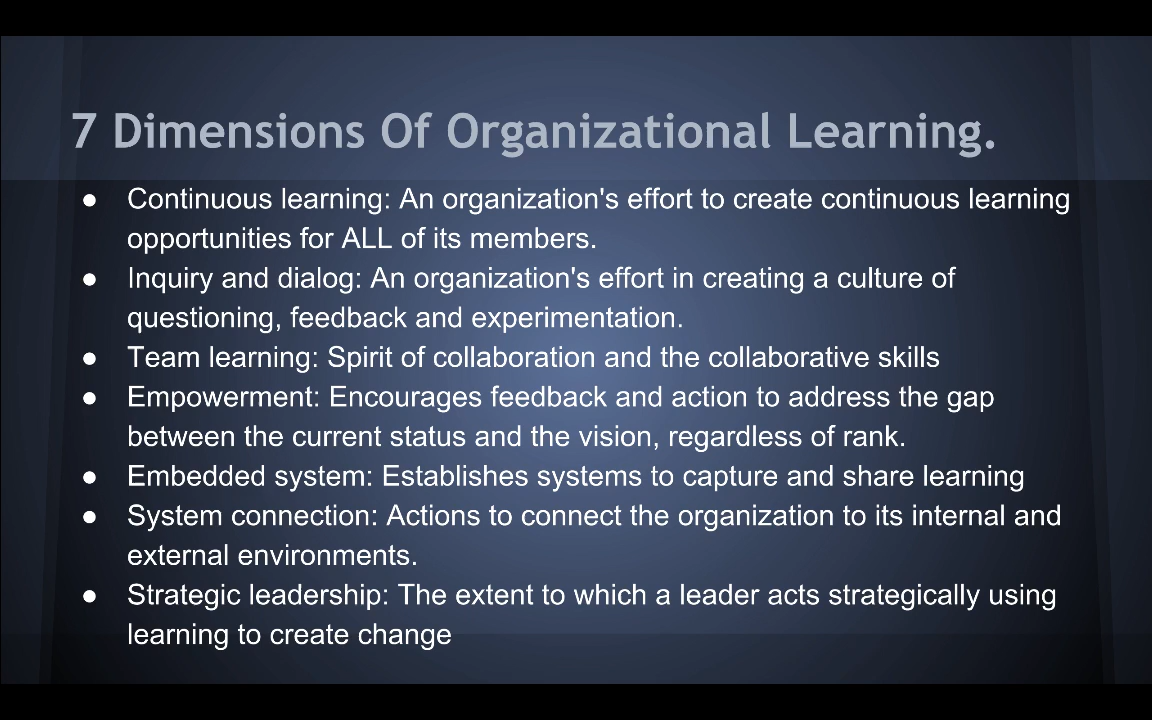 7 Dimensions Of Organizational Learning.
● Continuous learning: An organization's effort to create continuous learning
opportunities for ALL of its members.
● Inquiry and dialog: An organization's effort in creating a culture of
questioning, feedback and experimentation.
● Team learning: Spirit of collaboration and the collaborative skills
● Empowerment: Encourages feedback and action to address the gap
between the current status and the vision, regardless of rank.
● Embedded system: Establishes systems to capture and share learning
● System connection: Actions to connect the organization to its internal and
external environments.
● Strategic leadership: The extent to which a leader acts strategically using
learning to create change